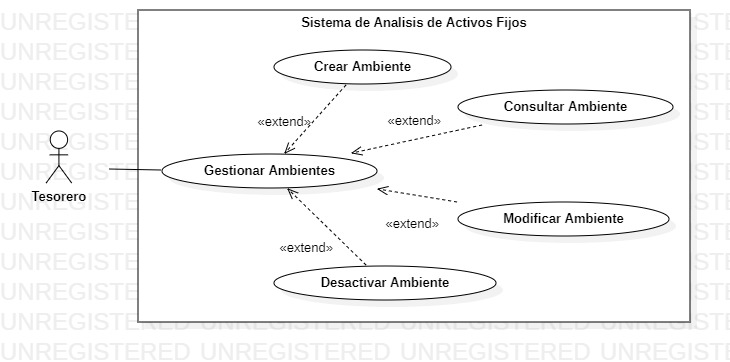 Sistema de Analisis de Activos Fijos
Crear Ambiente
«extend»
Consultar Ambiente
«extend»
Gestionar Ambientes
Tesorero
Modificar Ambiente
«extend»
«extend»
Desactivar Ambiente
UNREGISTERED UNREGISTERED UNREGISTERED UNREGISTERED